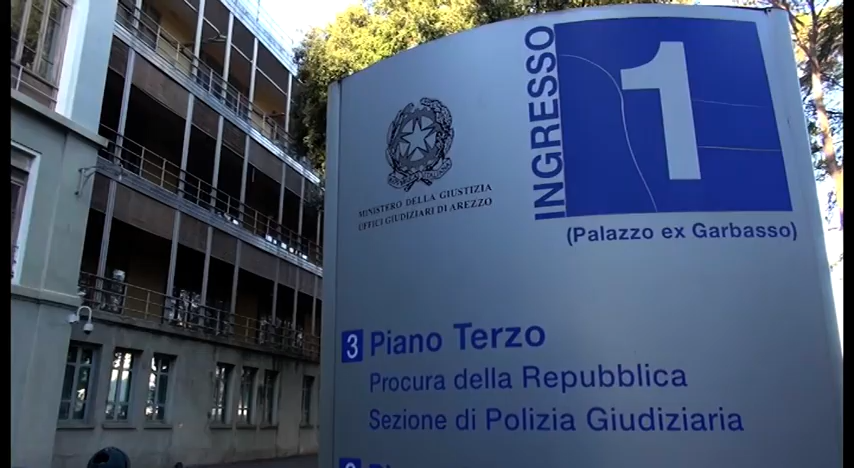 INGRESSO
1
MINISTERO DELLA GIUSTIZIA
UFFICI GIUDIZIARI DI AREZZO
(Palazzo ex Garbasso)
3 Piano Terzo
Procura della Repubblica
Sezione di Polizia Giudiziaria